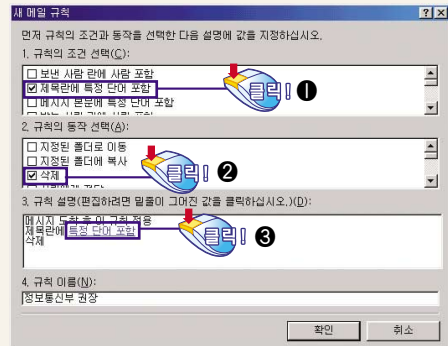 새 메일 규칙
먼저 규칙의 조건과 동작을 선택한 다음 설명에 값을 지정하십시오.
1. 규칙의 조건 선택(C):
보낸 사람 란에 사람 포함
제목란에 특정 단어 포함
메시지 본문에 특정 단어 포함
클릭! ❶
2. 규칙의 동작 선택(A):
지정된 폴더로 이동
지정된 폴더에 복사
삭제
클릭! ❷
3. 규칙 설명(편집하려면 밑줄이 그어진 값을 클릭하십시오.)(D):
메시지 도착 후 이 규칙 적용
제목란에 특정 단어 포함
삭제
클릭! ❸
4. 규칙 이름(N):
정보통신부 권장
확인 취소